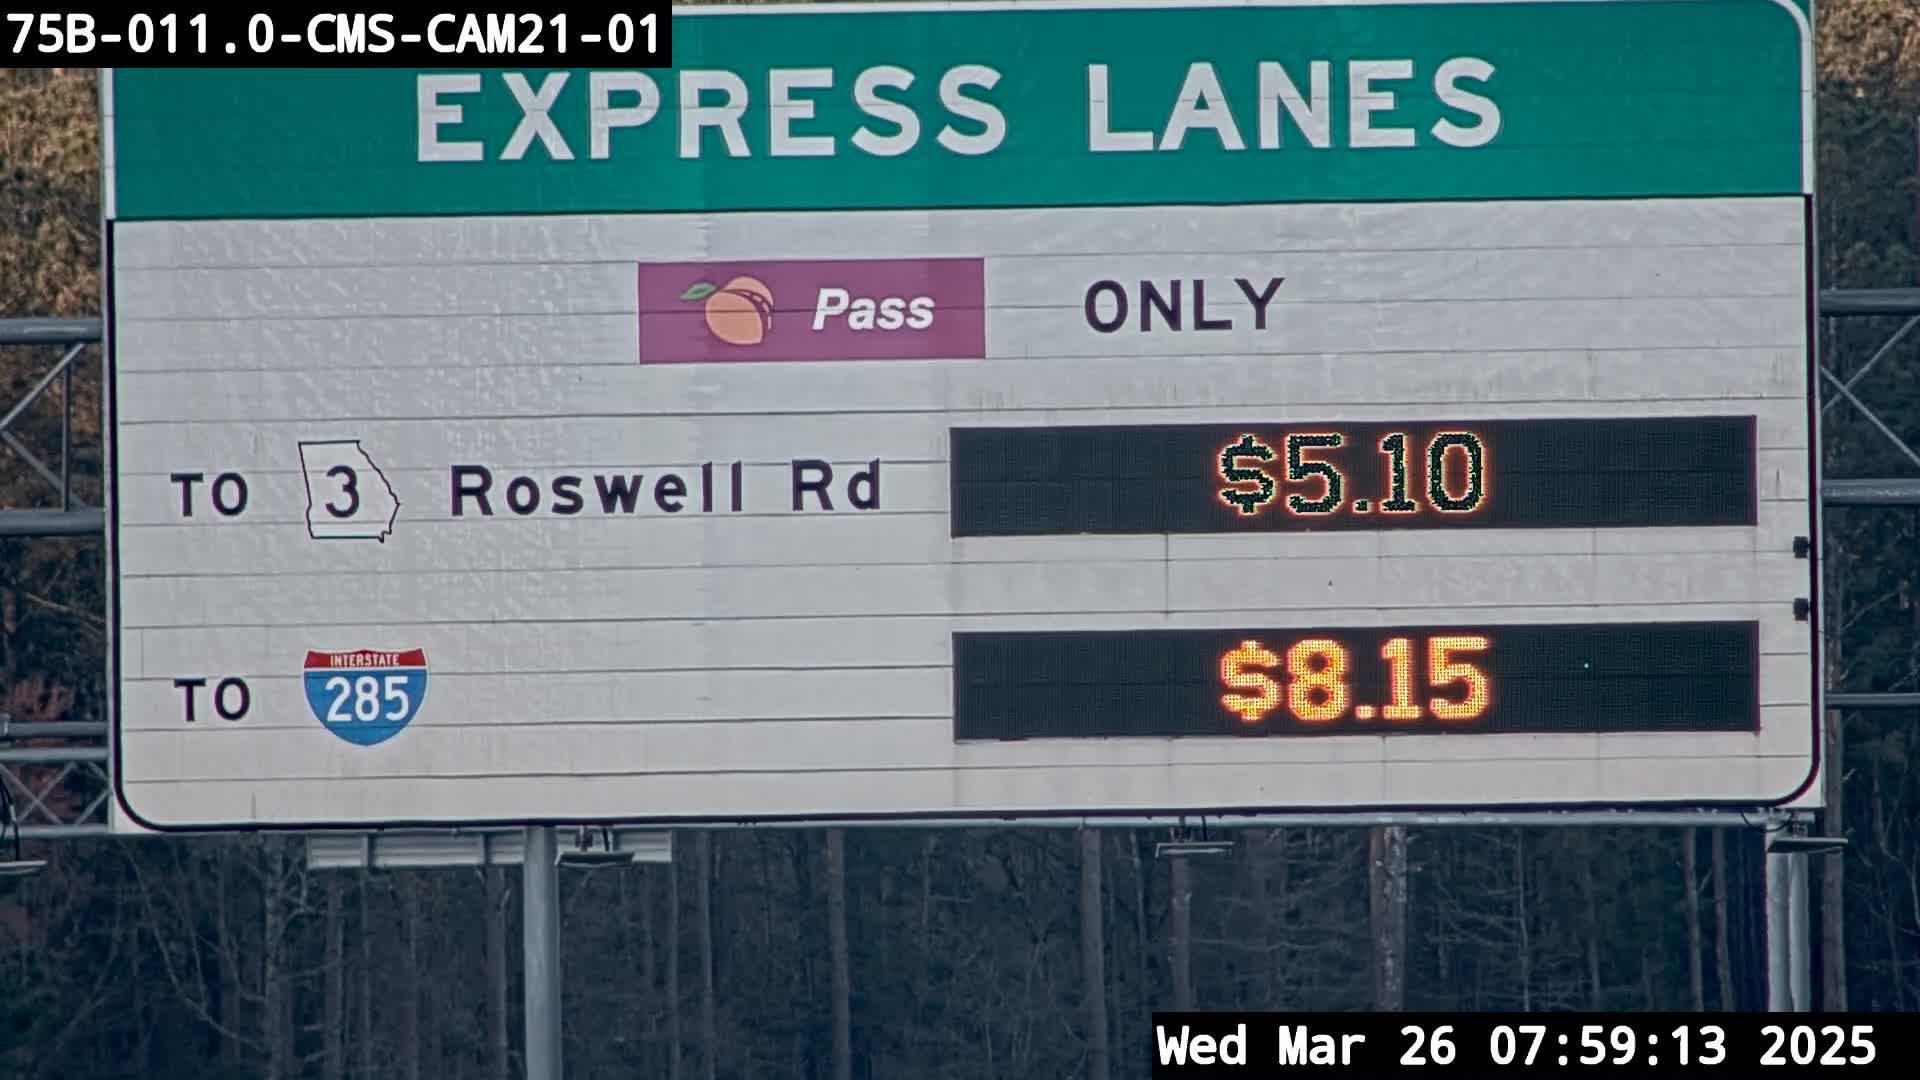 75B-011.0-CMS-CAM21-01
EXPRESS LANES
Pass ONLY
TO 3 Roswell Rd $5.10
TO INTERSTATE 285 $8.15
Wed Mar 26 07:59:13 2025